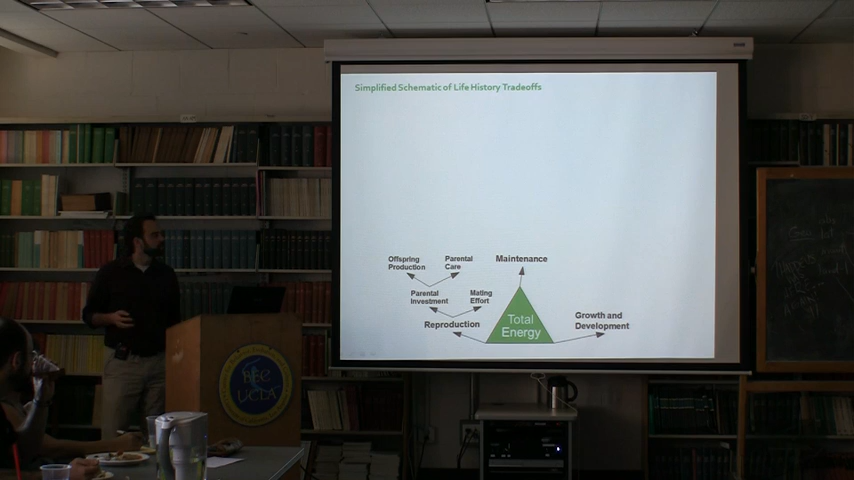 Simplified Schematic of Life History Tradeoffs
Offspring
Production
Parental
Care
Maintenance
Parental
Investment
Mating
Effort
Reproduction
Total
Energy
Growth and
Development
BEC
UCLA